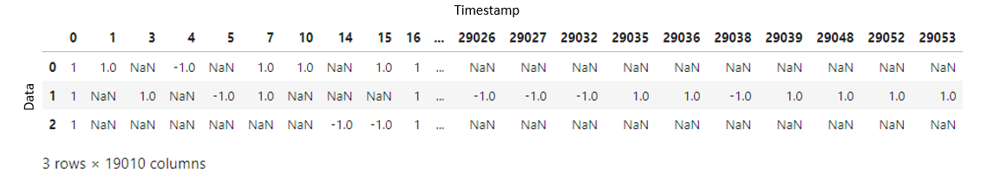 Timestamp
0 1 3 4 5 7 10 14 15 16 ... 29026 29027 29032 29035 29036 29038 29039 29048 29052 29053
Data
0 1 1.0 NaN -1.0 NaN 1.0 1.0 NaN 1.0 1 ... NaN NaN NaN NaN NaN NaN NaN NaN NaN NaN
1 1 NaN 1.0 NaN -1.0 1.0 NaN NaN NaN 1 ... -1.0 -1.0 -1.0 1.0 1.0 -1.0 1.0 1.0 1.0 1.0
2 1 NaN NaN NaN NaN NaN NaN -1.0 -1.0 1 ... NaN NaN NaN NaN NaN NaN NaN NaN NaN NaN
3 rows × 19010 columns